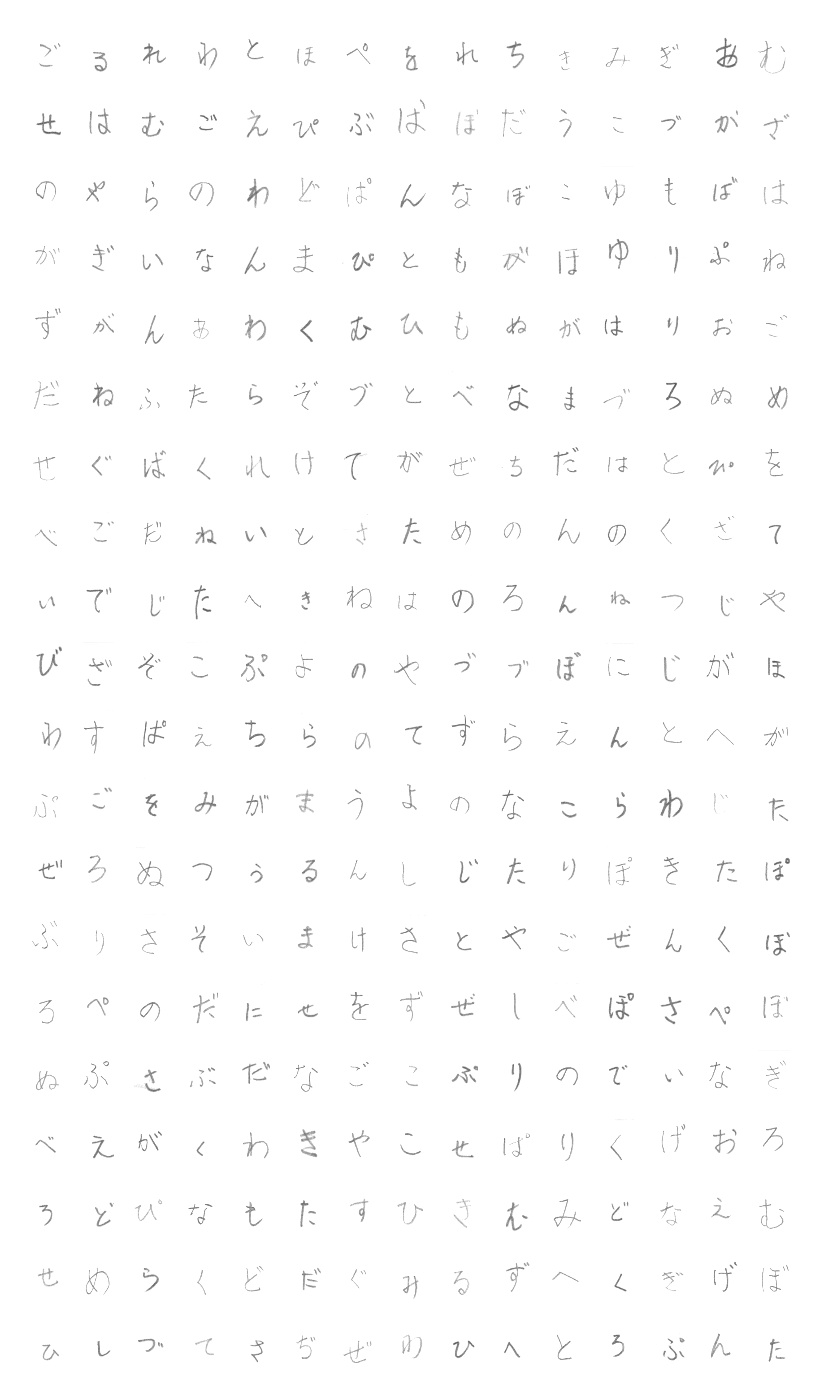 ごるれわとほぺをれちきみぎあむ
せはむごえぴぶばぼだうこづがざ
のやらのわどぱんなぼこゆもばは
がぎいなんまぴともがほゆりぷね
ずがんあわくむひもぬがはりおご
だねふたらぞづとべなまづろぬめ
せぐばくれけてがぜちだはとぴを
べごだねいとさためのんのくざて
いでじたへきねはのろんねつじや
びざぞこぷよのやづづぼにじがほ
わすぱえちらのてずらえんとへが
ぷごをみがまうよのなこらわじた
ぜろぬつぅるんしじたりぽきたぽ
ぶりさそいまけさとやごぜんくぼ
ろぺのだにせをずぜしべぽさぺぼ
ぬぷさぶだなごこぷりのでいなぎ
べえがくわきやこせぱりくげおろ
ろどぴなもたすひきむみどなえむ
せめらくどだぐみるずへくぎげぼ
ひしづてさぢぜわひへとろぷんた